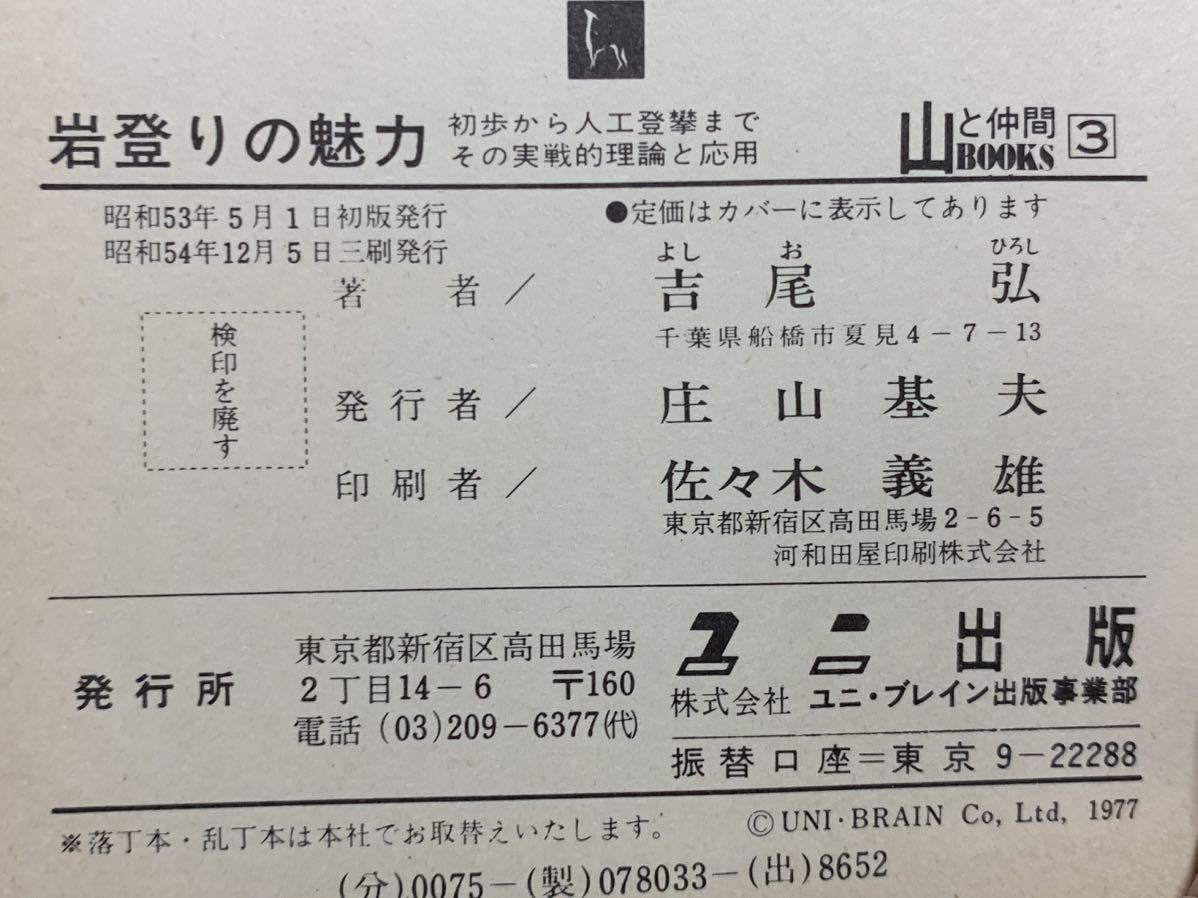 岩登りの魅力 初歩から人工登攀まで
その実戦的理論と応用
山と仲間BOOKS 3
昭和53年5月1日初版発行
昭和54年12月5日三刷発行
●定価はカバーに表示してあります
よし お ひろし
著者/ 吉尾 弘
千葉県船橋市夏見4-7-13
検印を廃す
発行者/ 庄山基夫
印刷者/ 佐々木義雄
東京都新宿区高田馬場2-6-5
河和田屋印刷株式会社
発行所
東京都新宿区高田馬場
2丁目14-6 〒160
電話(03)209-6377(代)
ユニ出版
株式会社 ユニ・ブレイン出版事業部
振替口座=東京9-22288
※落丁本・乱丁本は本社でお取替えいたします。
©UNI・BRAIN Co, Ltd, 1977
(分)0075-(製)078033-(出)8652